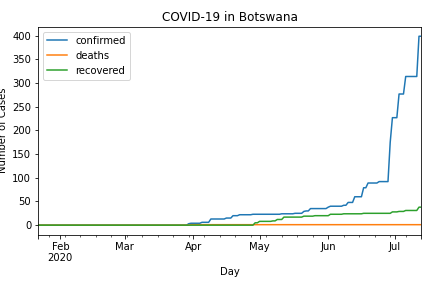 COVID-19 in Botswana
confirmed
deaths
recovered
400
350
300
250
200
150
100
50
0
Number of Cases
Feb
2020
Mar
Apr
May
Jun
Jul
Day